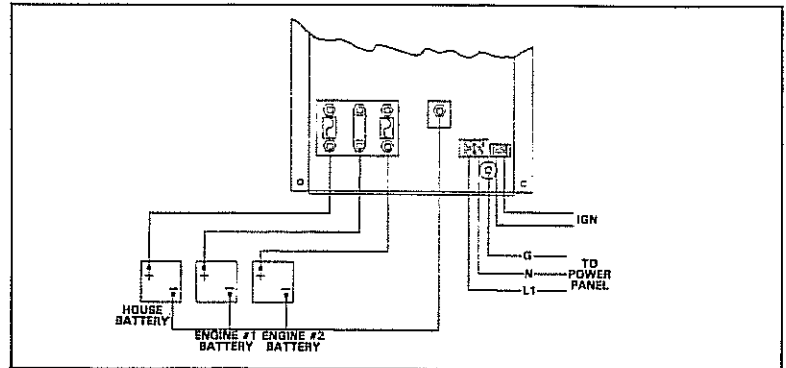 IGN
G
TO
N
POWER
L1
PANEL
+
+
+
-
-
-
HOUSE
BATTERY
ENGINE #1 ENGINE #2
BATTERY BATTERY